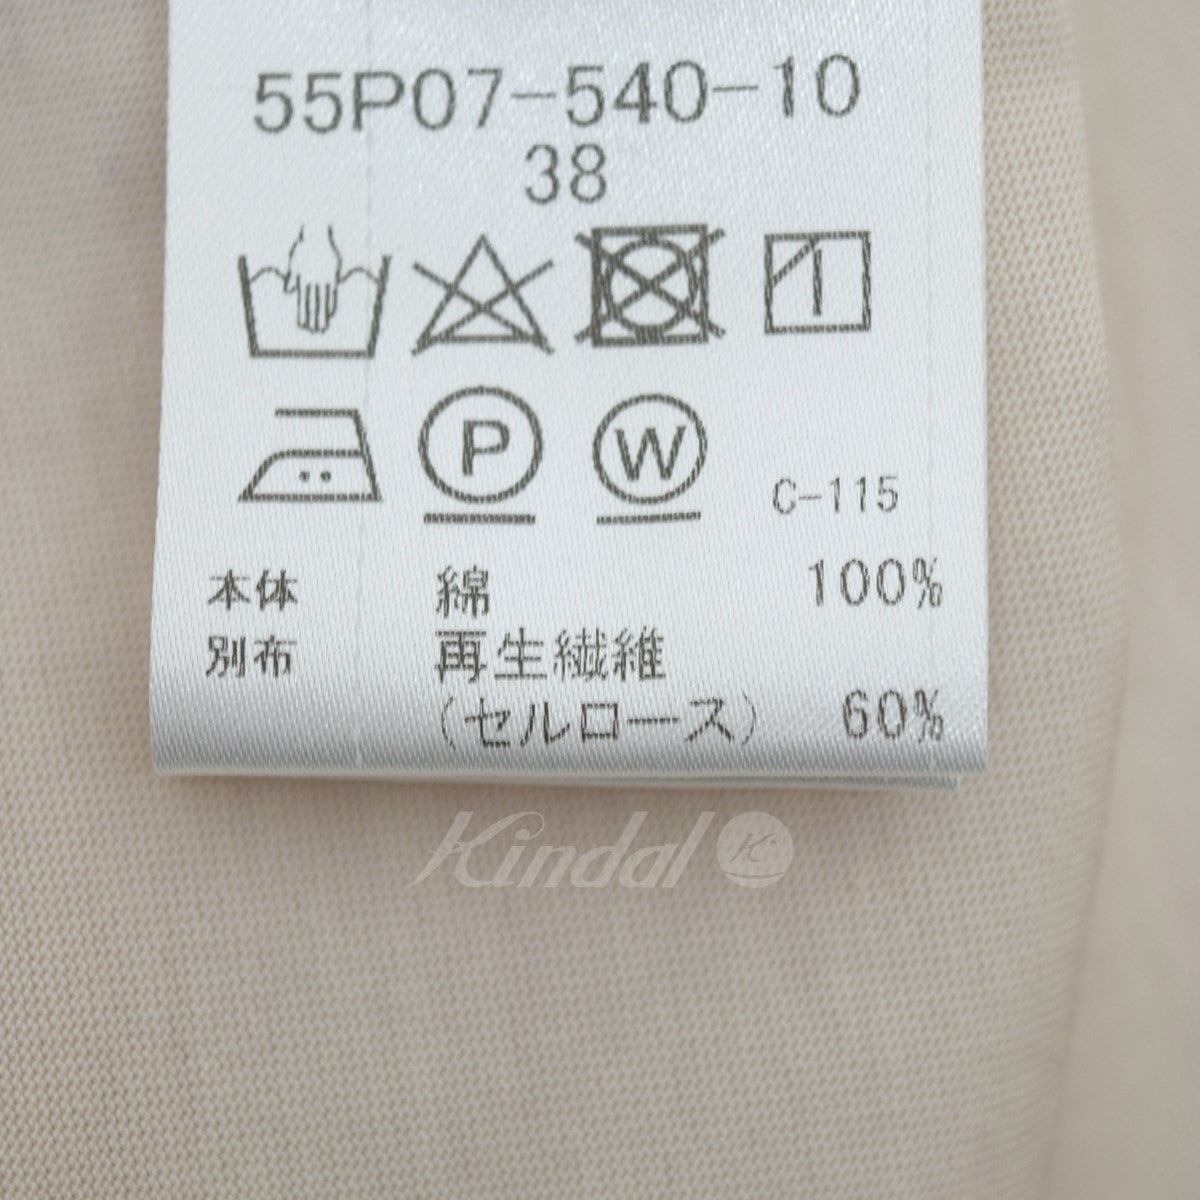 55P07-540-10
38
P W C-115
本体 綿 100%
別布 再生繊維
(セルロース) 60%
Kindal K